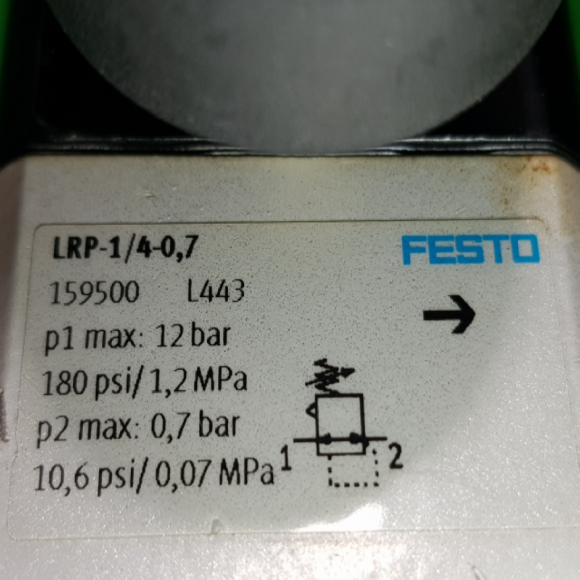 LRP-1/4-0,7
FESTO
159500 L443
p1 max: 12 bar
180 psi/ 1,2 MPa
p2 max: 0,7 bar
10,6 psi/ 0,07 MPa
1 2